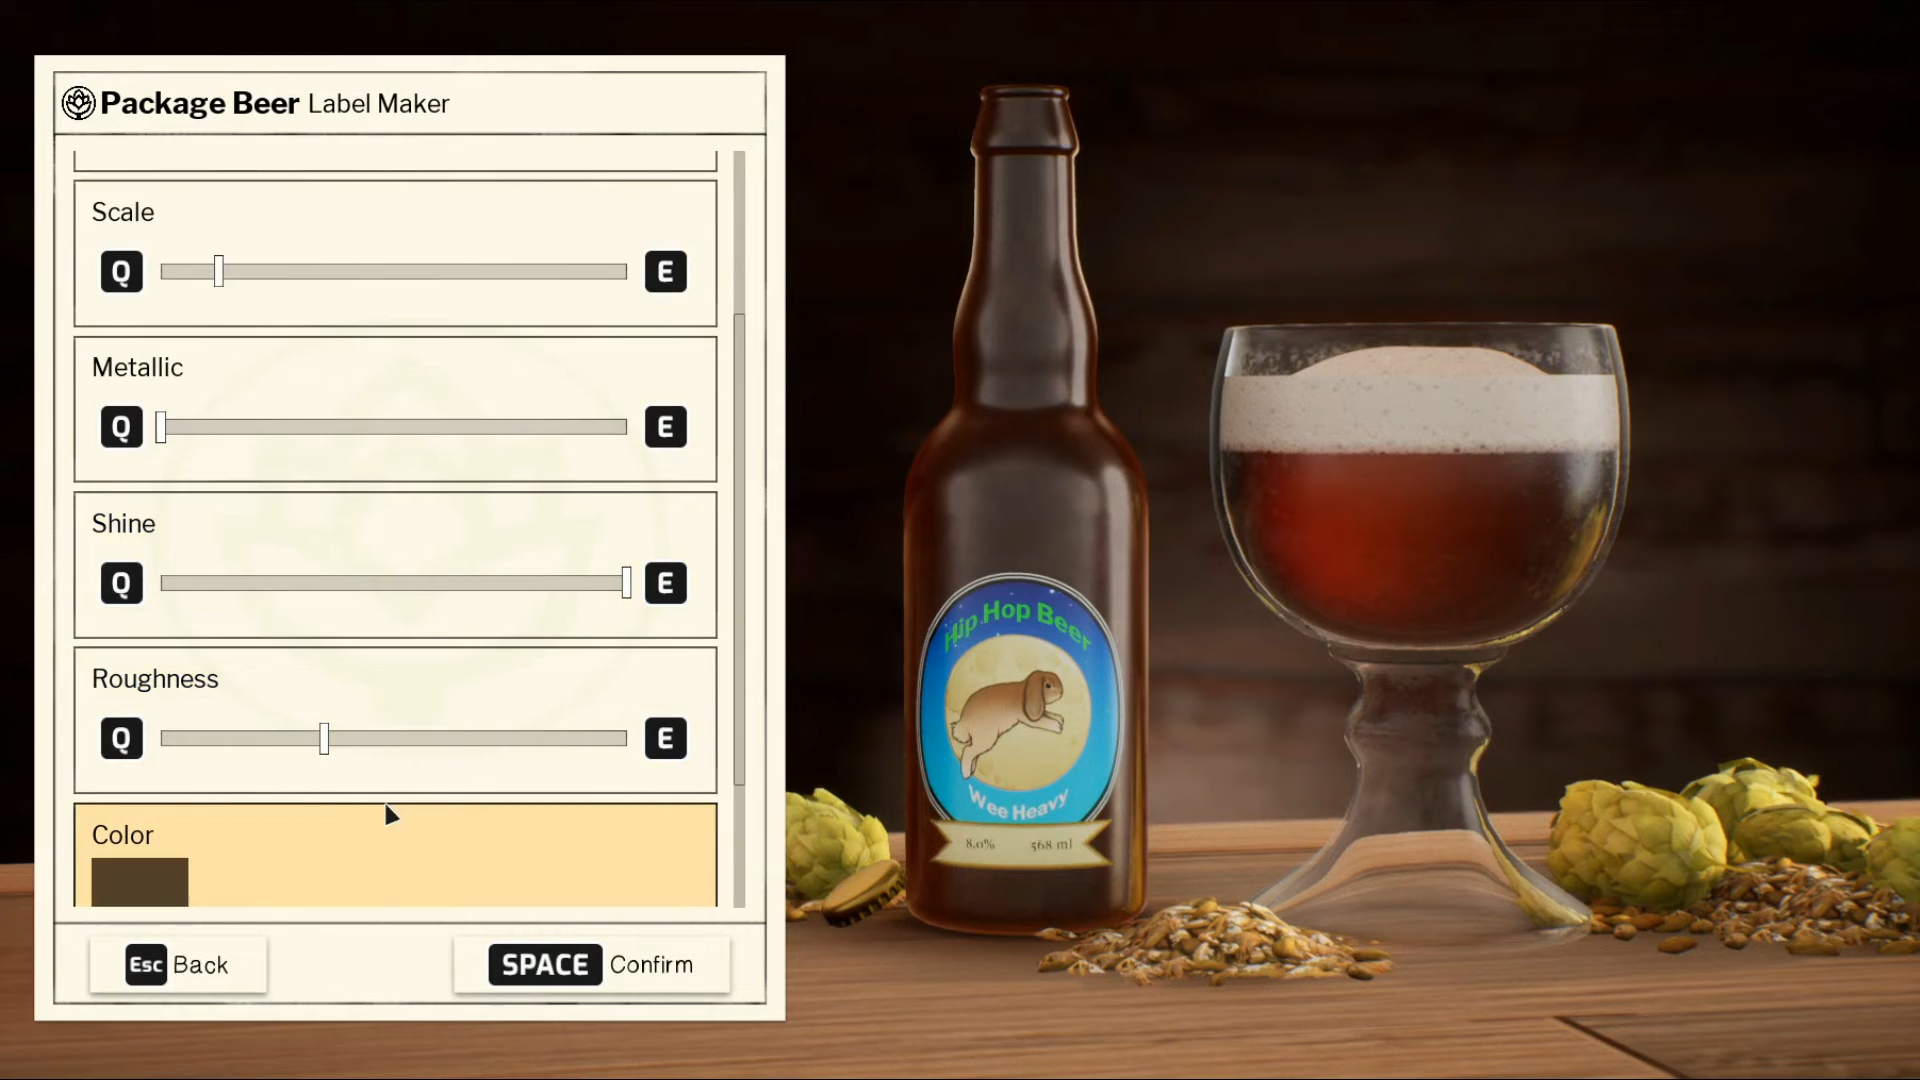 Package Beer Label Maker
Scale
Q E
Metallic
Q E
Shine
Q E
Roughness
Q E
Color
Esc Back
SPACE Confirm
Hip Hop Beer
Wee Heavy
8.0% 568 ml